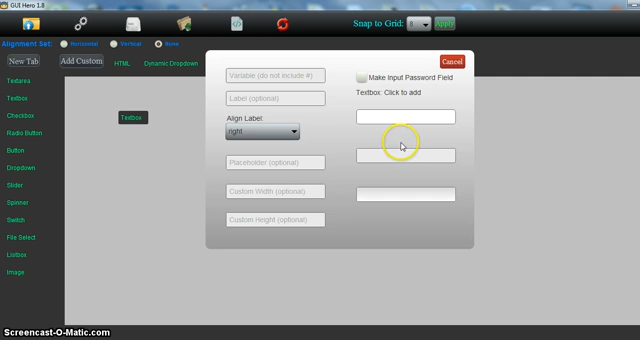 GUI Hero 1.8
Snap to Grid: 8 Apply
Alignment Set: Horizontal Vertical None
New Tab Add Custom HTML Dynamic Dropdown
Textarea
Textbox
Checkbox
Radio Button
Button
Dropdown
Slider
Spinner
Switch
File Select
Listbox
Image
Textbox
Cancel
Variable (do not include #)
Label (optional)
Align Label:
right
Placeholder (optional)
Custom Width (optional)
Custom Height (optional)
Make Input Password Field
Textbox: Click to add
Screencast-O-Matic.com